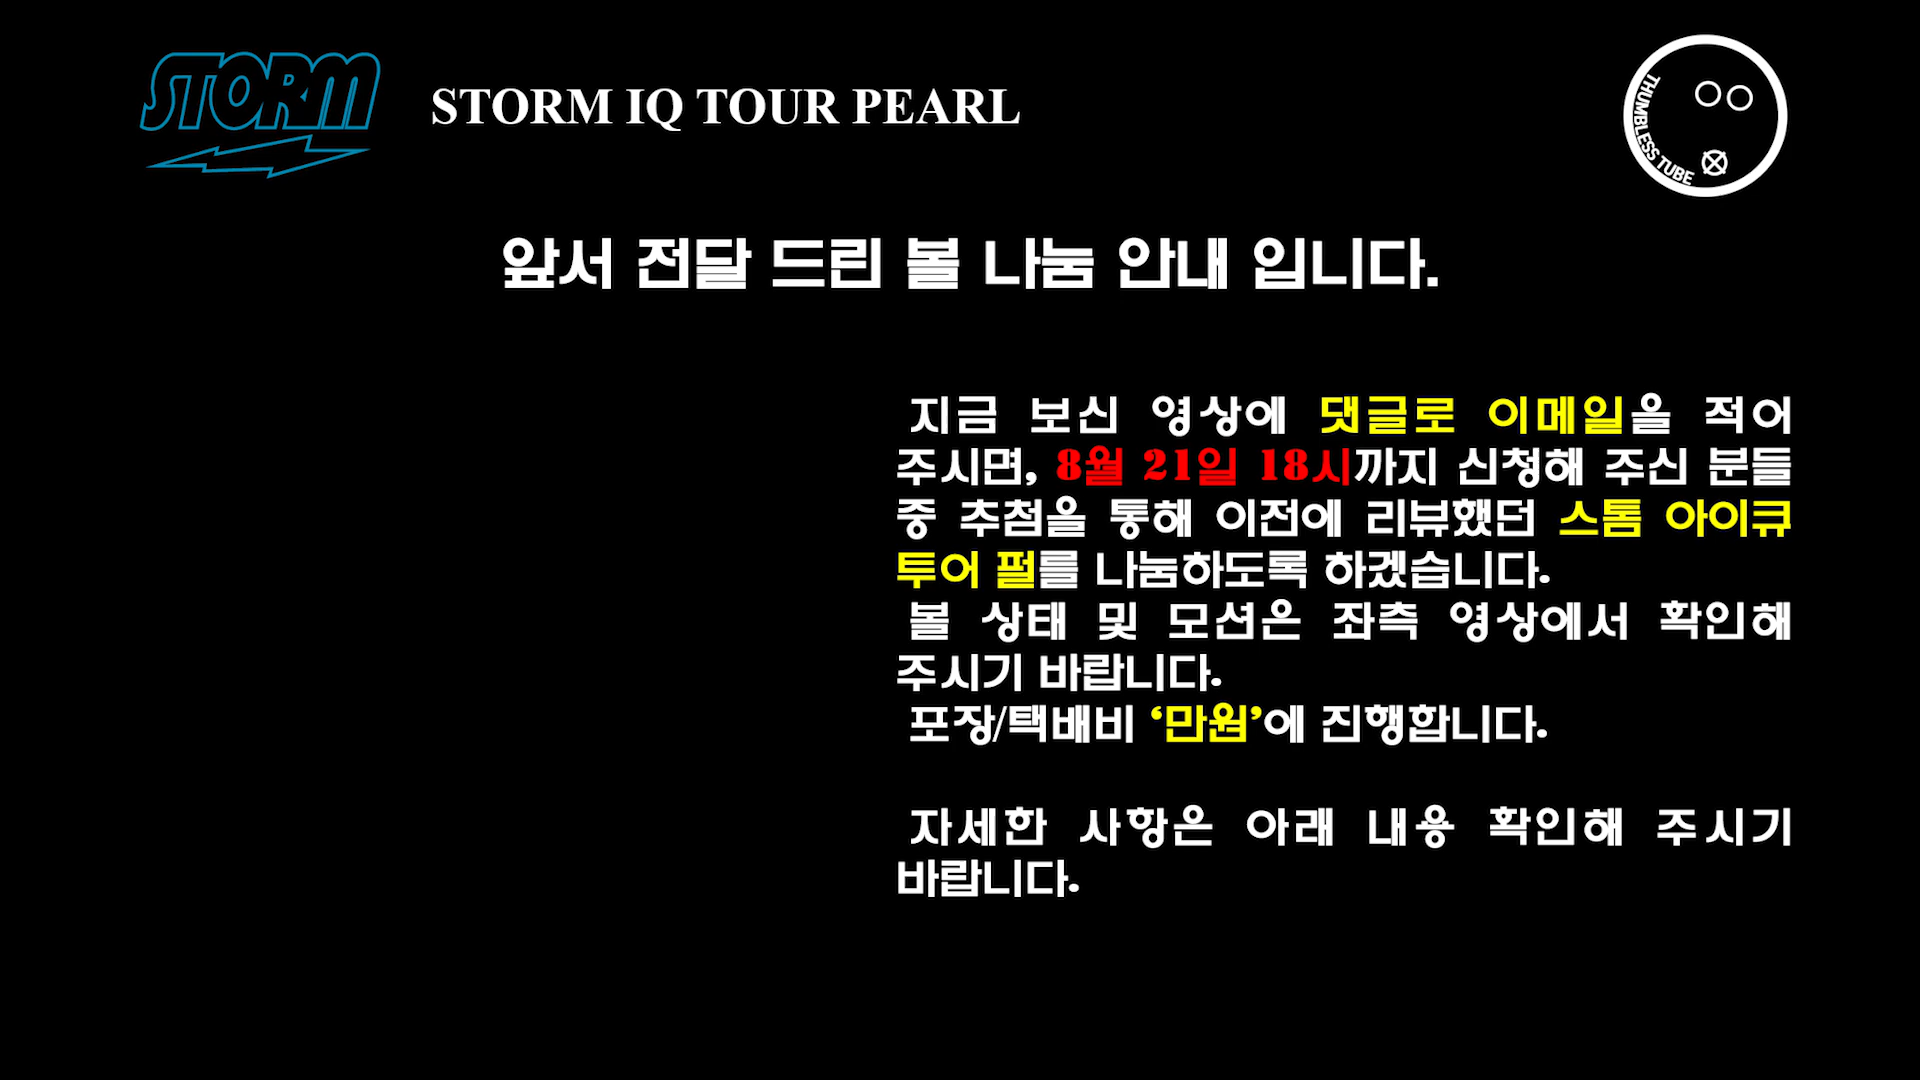 STORM
STORM IQ TOUR PEARL
THUMBLESS TUBE
앞서 전달 드린 볼 나눔 안내 입니다.
지금 보신 영상에 댓글로 이메일을 적어
주시면, 8월 21일 18시까지 신청해 주신 분들
중 추첨을 통해 이전에 리뷰했던 스톰 아이큐
투어 펄를 나눔하도록 하겠습니다.
볼 상태 및 모션은 좌측 영상에서 확인해
주시기 바랍니다.
포장/택배비 ‘만원’에 진행합니다.
자세한 사항은 아래 내용 확인해 주시기
바랍니다.